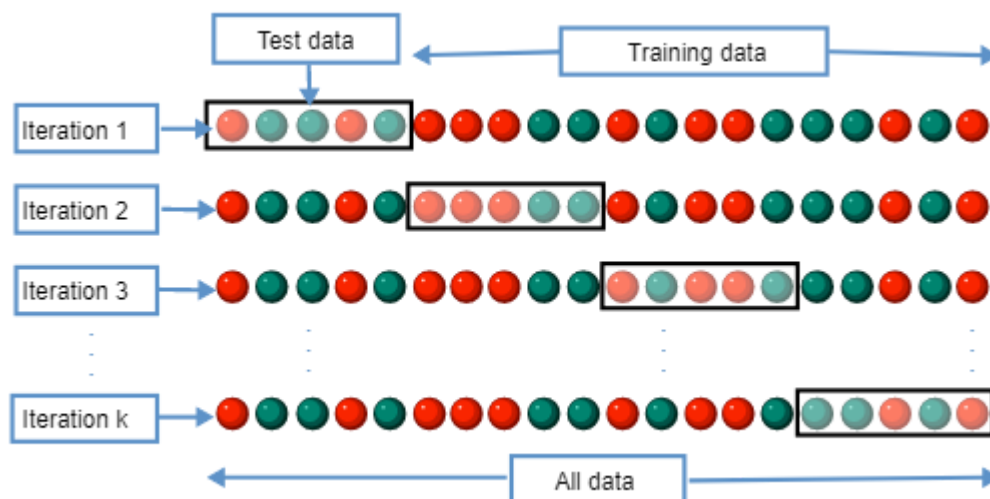 Test data
Training data
Iteration 1
Iteration 2
Iteration 3
Iteration k
All data